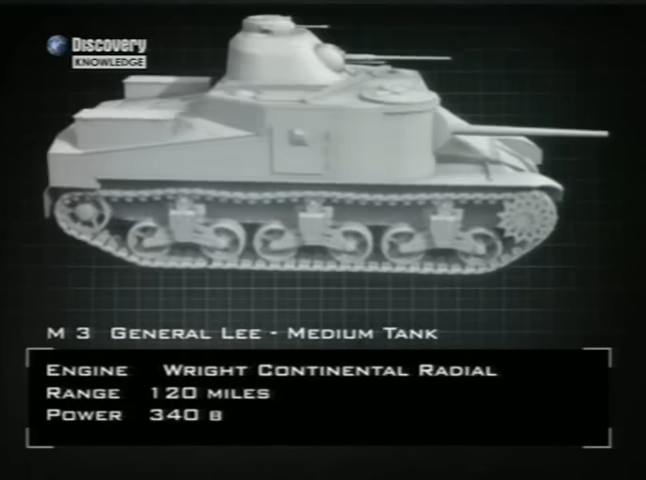 Discovery
KNOWLEDGE
M 3 General Lee - Medium Tank
Engine Wright Continental Radial
Range 120 miles
Power 340 B